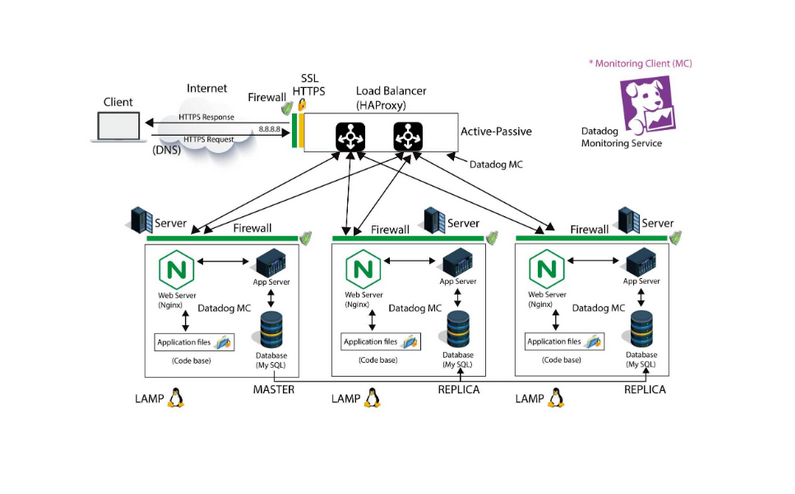 * Monitoring Client (MC)
Datadog
Monitoring Service
Client
Internet
Firewall
SSL
HTTPS
Load Balancer
(HAProxy)
HTTPS Response
8.8.8.8
HTTPS Request
(DNS)
Active-Passive
Datadog MC
Server
Firewall
N
Web Server
(Nginx)
App Server
Datadog MC
Application files
(Code base)
Database
(My SQL)
MASTER
LAMP
Server
Firewall
N
Web Server
(Nginx)
App Server
Datadog MC
Application files
(Code base)
Database
(My SQL)
REPLICA
LAMP
Server
Firewall
N
Web Server
(Nginx)
App Server
Datadog MC
Application files
(Code base)
Database
(My SQL)
REPLICA
LAMP